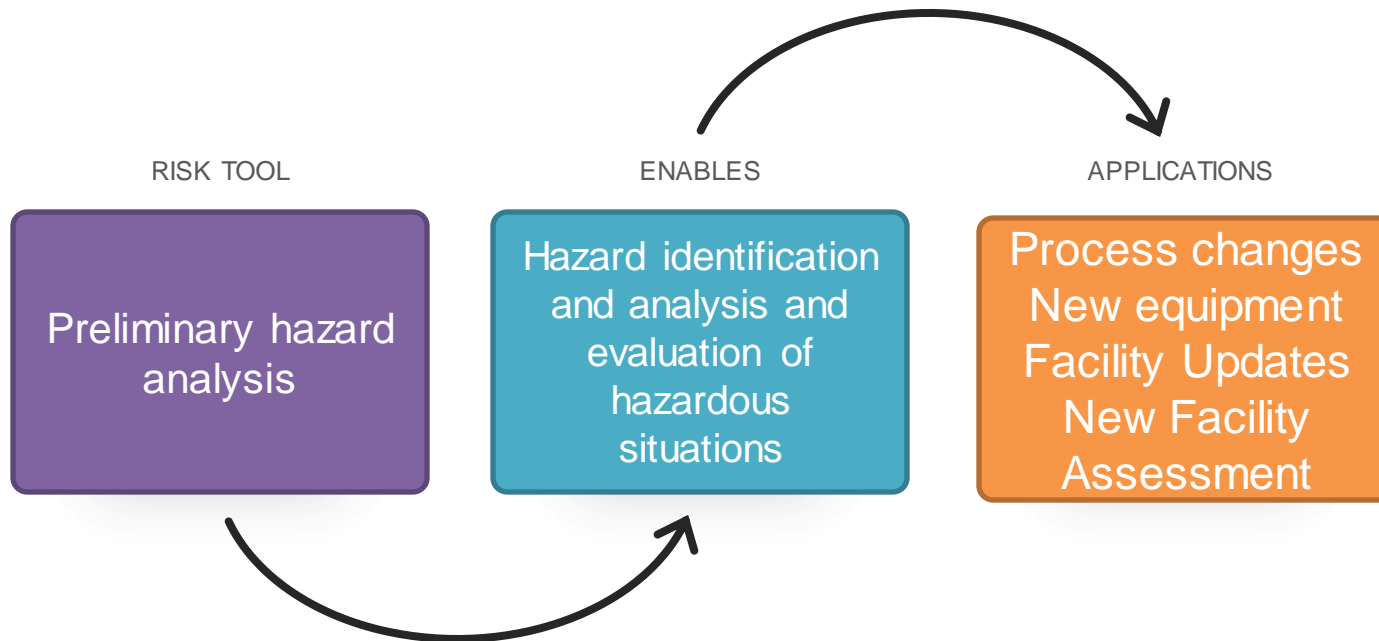 RISK TOOL
Preliminary hazard
analysis
ENABLES
Hazard identification
and analysis and
evaluation of
hazardous
situations
APPLICATIONS
Process changes
New equipment
Facility Updates
New Facility
Assessment